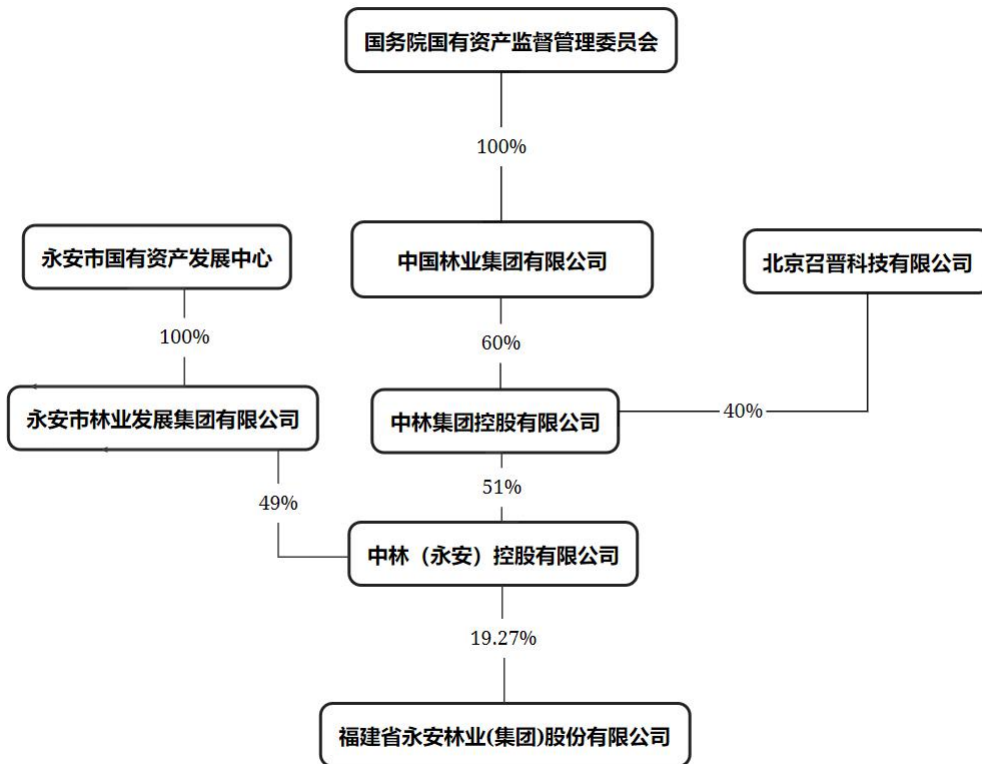 国务院国有资产监督管理委员会
100%
永安市国有资产发展中心
中国林业集团有限公司
北京召晋科技有限公司
100%
60%
永安市林业发展集团有限公司
中林集团控股有限公司
40%
49%
51%
中林（永安）控股有限公司
19.27%
福建省永安林业(集团)股份有限公司